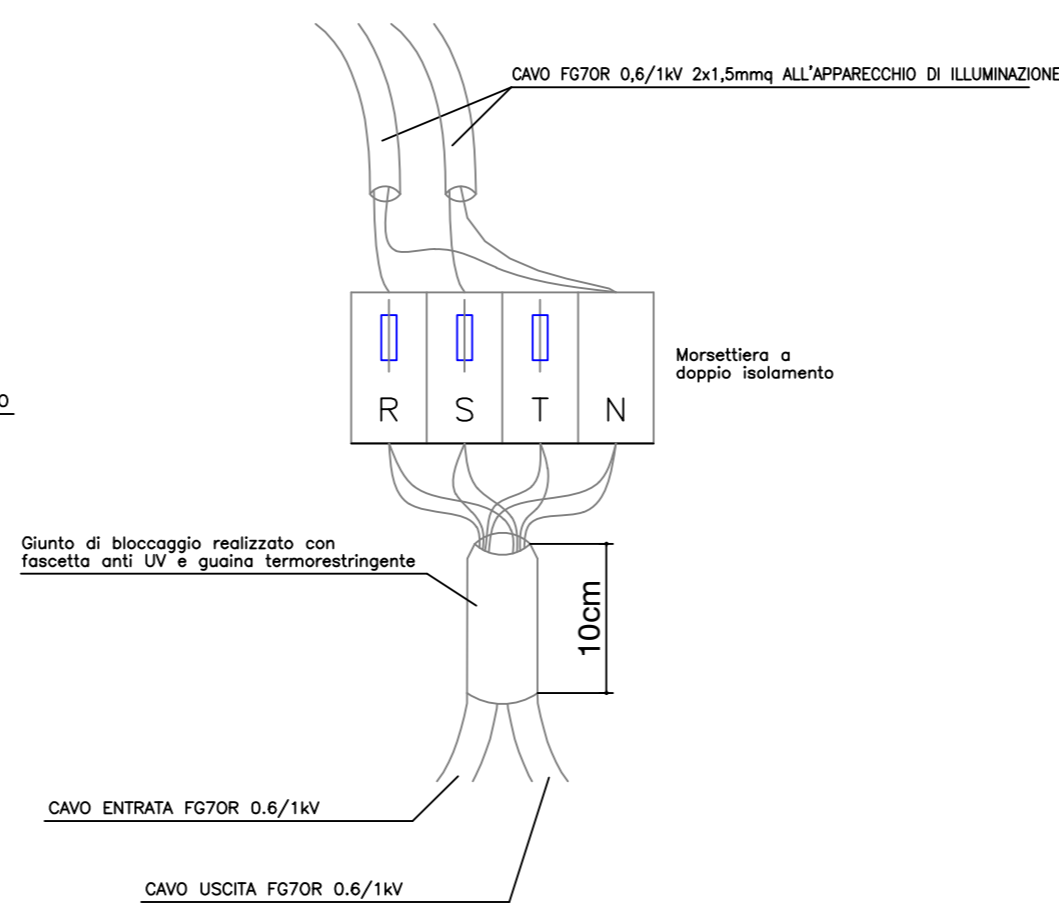 CAVO FG7OR 0,6/1kV 2x1,5mmq ALL'APPARECCHIO DI ILLUMINAZIONE
Morsettiera a
doppio isolamento
O
R S T N
Giunto di bloccaggio realizzato con
fascetta anti UV e guaina termorestringente
10cm
CAVO ENTRATA FG7OR 0.6/1kV
CAVO USCITA FG7OR 0.6/1kV